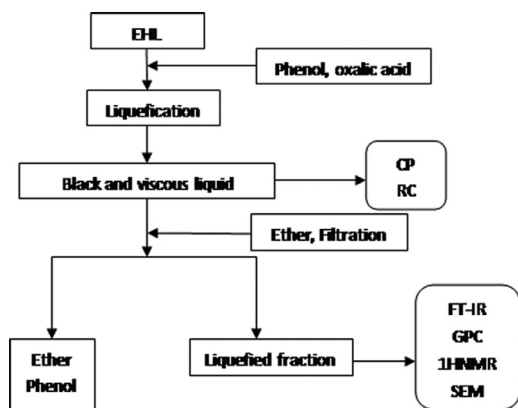 EHL
Phenol, oxalic acid
Liquefication
Black and viscous liquid
CP
RC
Ether, Filtration
Ether
Phenol
Liquefied fraction
FT-IR
GPC
1HNMR
SEM